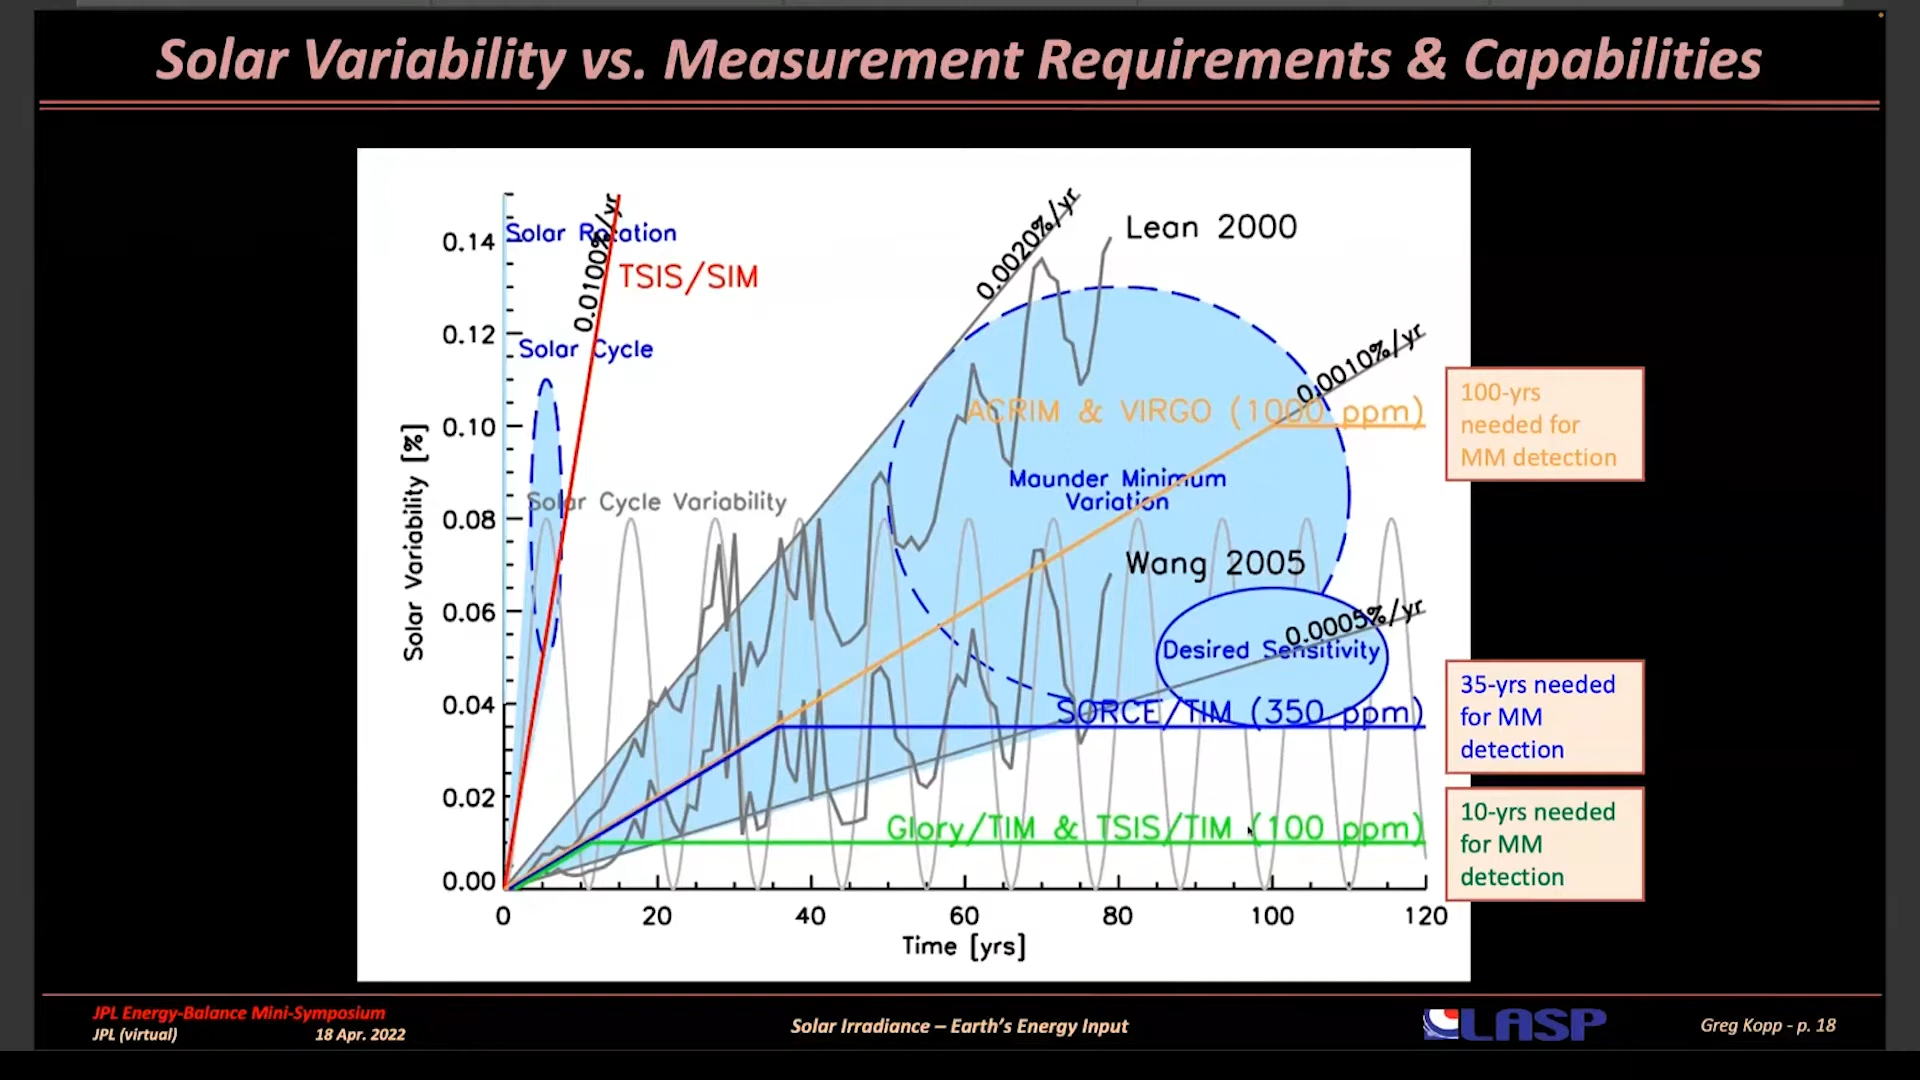 Solar Variability vs. Measurement Requirements & Capabilities
Solar Variability [%]
0.14
0.12
0.10
0.08
0.06
0.04
0.02
0.00
0 20 40 60 80 100 120
Time [yrs]
Solar Rotation
0.0100%/yr
TSIS/SIM
Solar Cycle
Solar Cycle Variability
0.0020%/yr
Lean 2000
0.0010%/yr
ACRIM & VIRGO (1000 ppm)
Maunder Minimum
Variation
Wang 2005
0.0005%/yr
Desired Sensitivity
SORCE/TIM (350 ppm)
Glory/TIM & TSIS/TIM (100 ppm)
100-yrs
needed for
MM detection
35-yrs needed
for MM
detection
10-yrs needed
for MM
detection
JPL Energy-Balance Mini-Symposium
JPL (virtual) 18 Apr. 2022
Solar Irradiance – Earth's Energy Input
LASP
Greg Kopp - p. 18